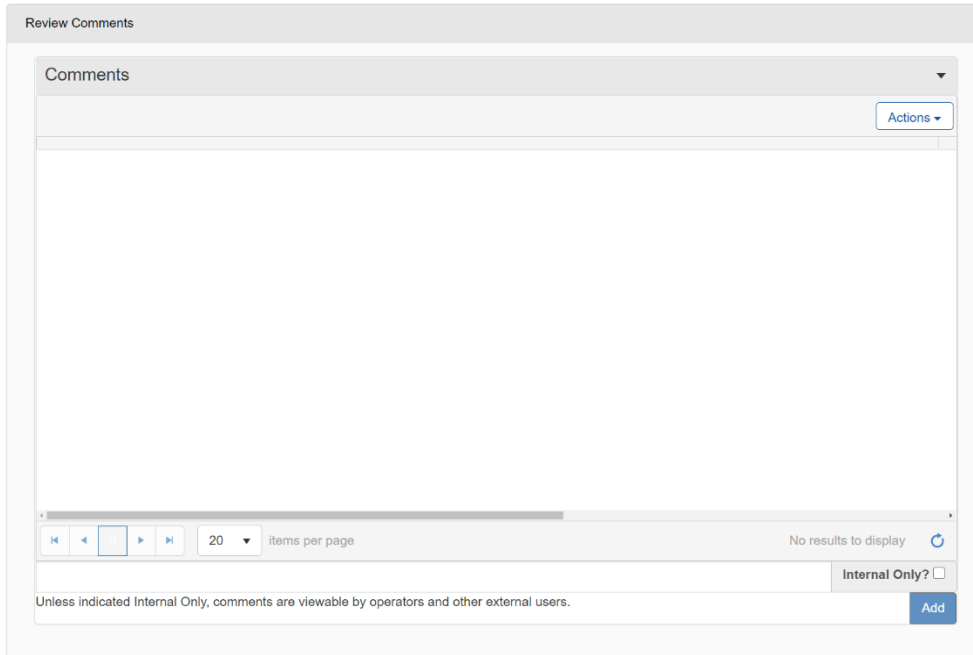 Review Comments
Comments
Actions
0
20 items per page No results to display
Internal Only?
Unless indicated Internal Only, comments are viewable by operators and other external users.
Add